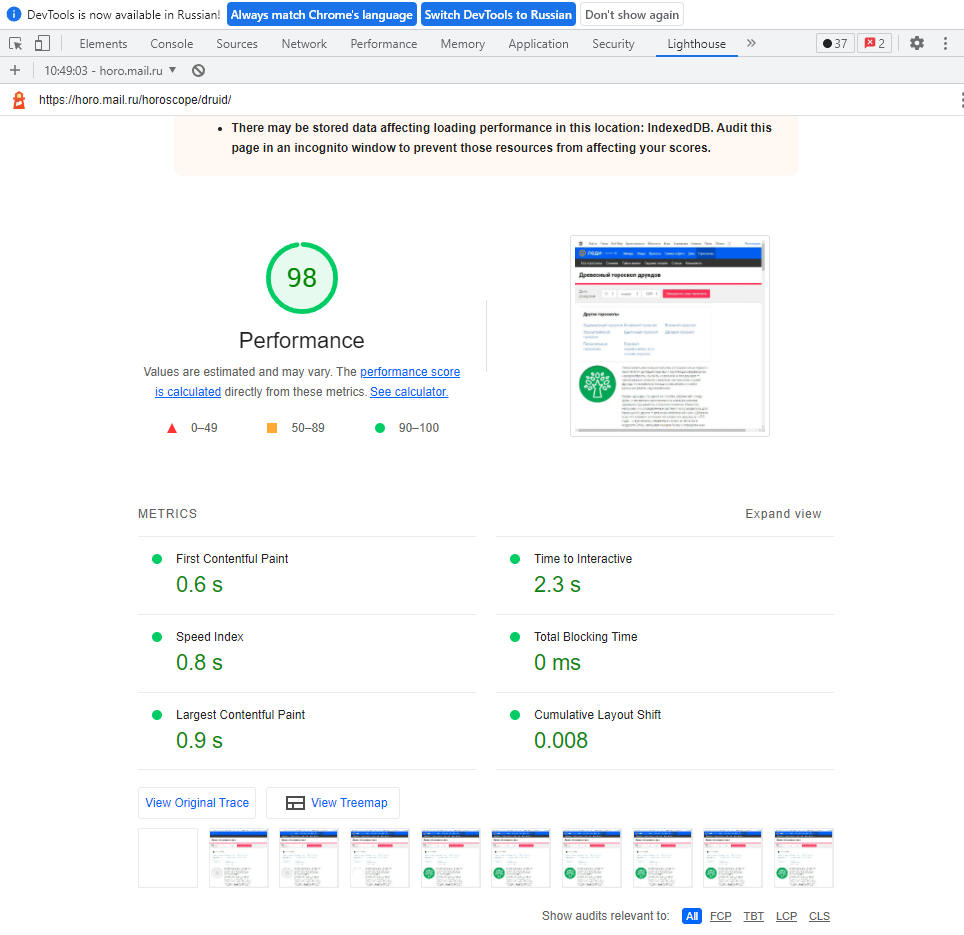 DevTools is now available in Russian! Always match Chrome's language Switch DevTools to Russian Don't show again
Elements Console Sources Network Performance Memory Application Security Lighthouse 37 2
10:49:03 - horo.mail.ru
https://horo.mail.ru/horoscope/druid/
There may be stored data affecting loading performance in this location: IndexedDB. Audit this
page in an incognito window to prevent those resources from affecting your scores.
98
Performance
Values are estimated and may vary. The performance score
is calculated directly from these metrics. See calculator.
0–49 50–89 90–100
Древесный гороскоп друидов
Другие гороскопы
METRICS Expand view
First Contentful Paint
0.6 s
Time to Interactive
2.3 s
Speed Index
0.8 s
Total Blocking Time
0 ms
Largest Contentful Paint
0.9 s
Cumulative Layout Shift
0.008
View Original Trace View Treemap
Show audits relevant to: All FCP TBT LCP CLS